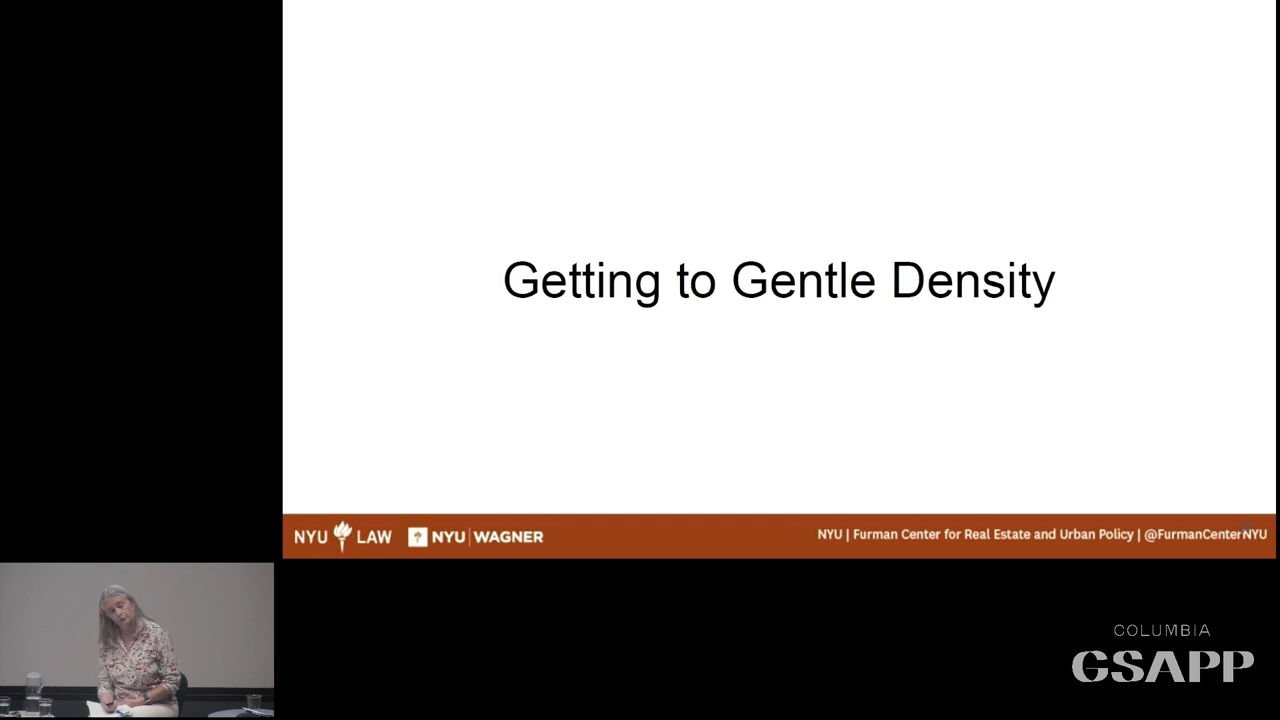 Getting to Gentle Density
NYU LAW NYU WAGNER
NYU | Furman Center for Real Estate and Urban Policy | @FurmanCenterNYU
COLUMBIA
GSAPP